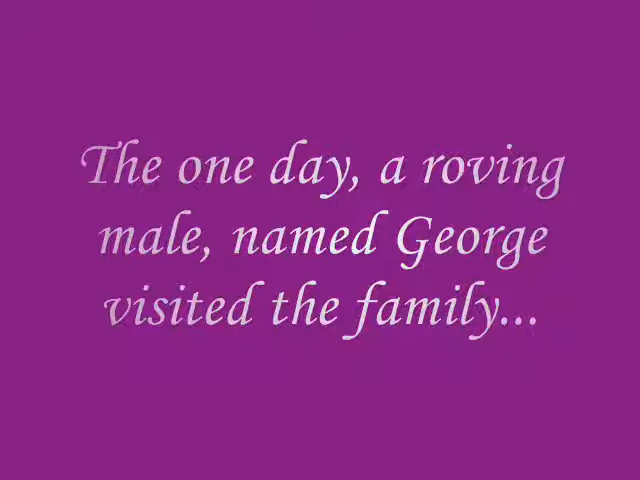 The one day, a roving
male, named George
visited the family...